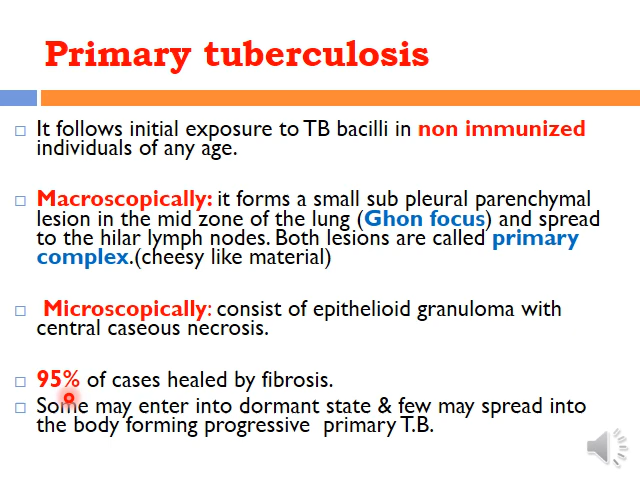 Primary tuberculosis
It follows initial exposure to TB bacilli in non immunized
individuals of any age.
Macroscopically: it forms a small sub pleural parenchymal
lesion in the mid zone of the lung (Ghon focus) and spread
to the hilar lymph nodes. Both lesions are called primary
complex.(cheesy like material)
Microscopically: consist of epithelioid granuloma with
central caseous necrosis.
95% of cases healed by fibrosis.
Some may enter into dormant state & few may spread into
the body forming progressive primary T.B.